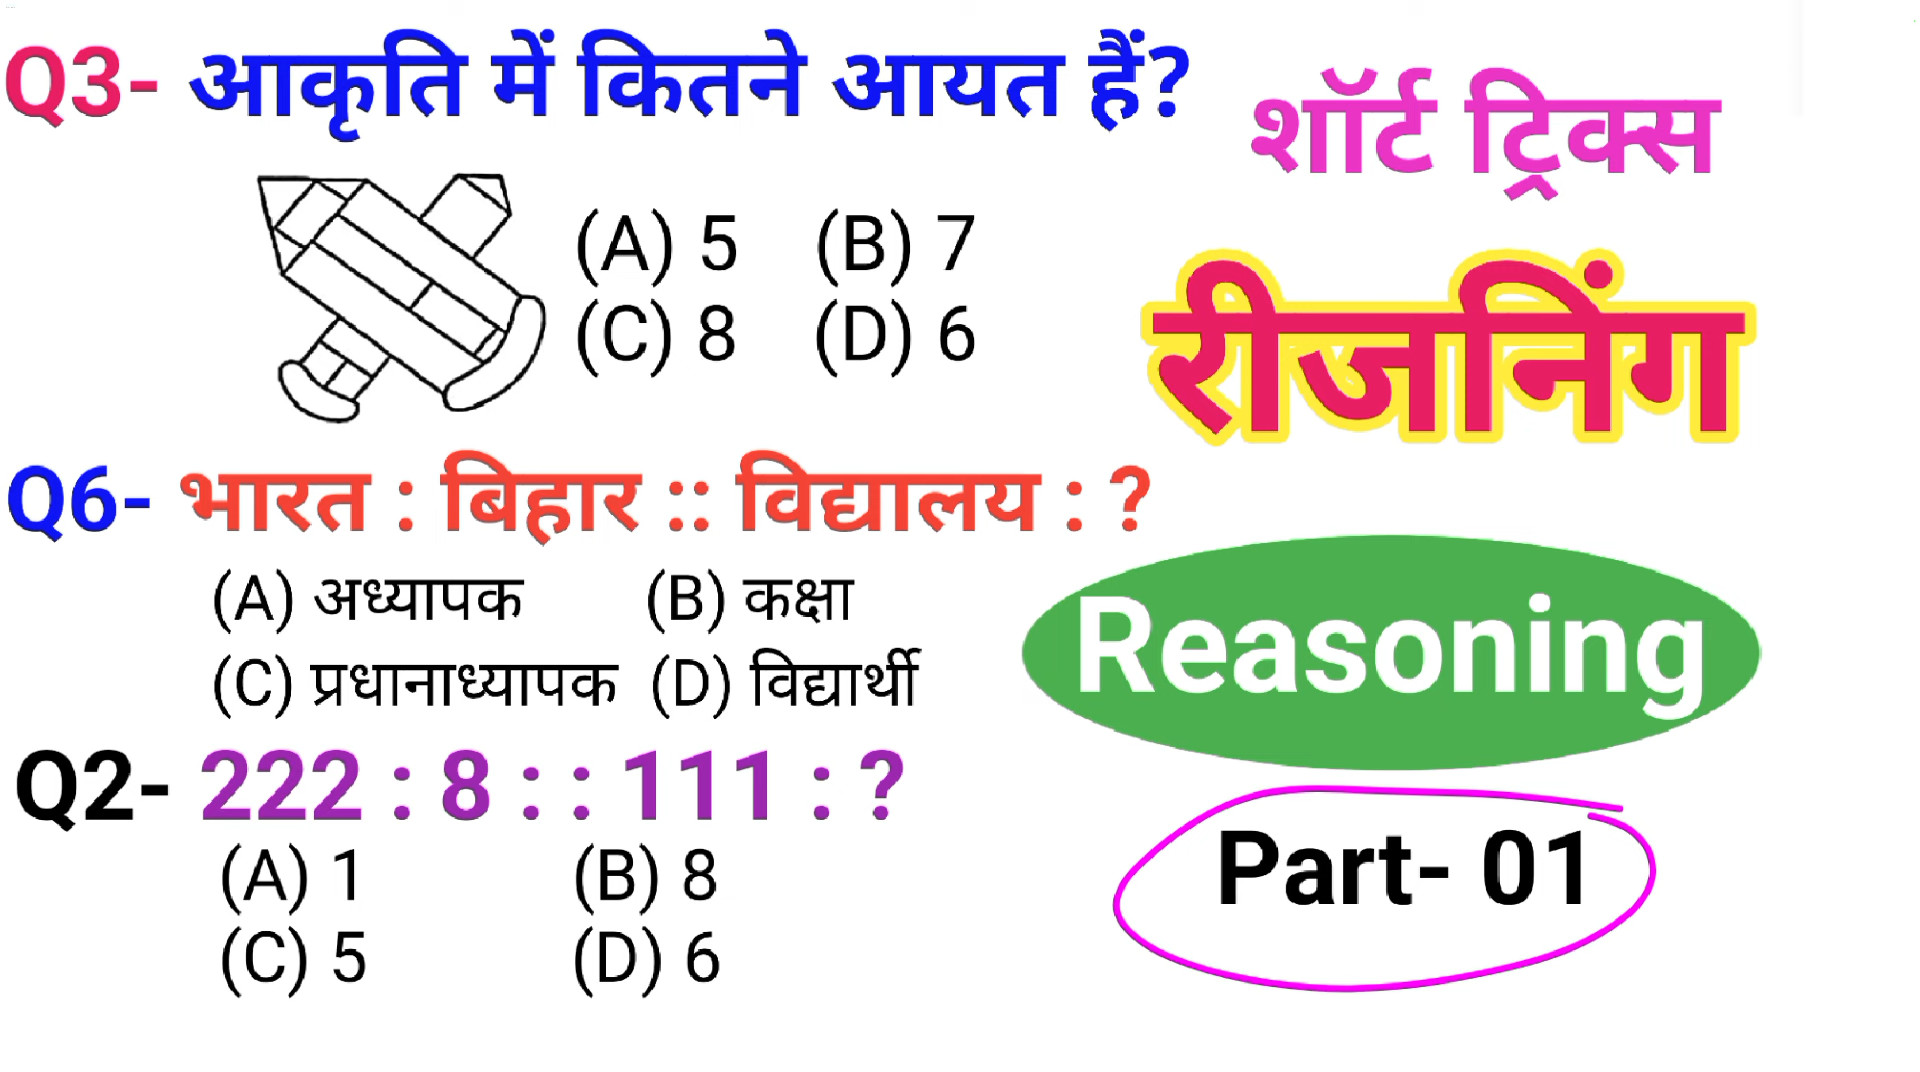 Q3- आकृति में कितने आयत हैं?
शॉर्ट ट्रिक्स
(A) 5 (B) 7
(C) 8 (D) 6
रीजनिंग
Q6- भारत : बिहार :: विद्यालय : ?
(A) अध्यापक (B) कक्षा
(C) प्रधानाध्यापक (D) विद्यार्थी
Reasoning
Q2- 222 : 8 : : 111 : ?
(A) 1 (B) 8
(C) 5 (D) 6
Part- 01